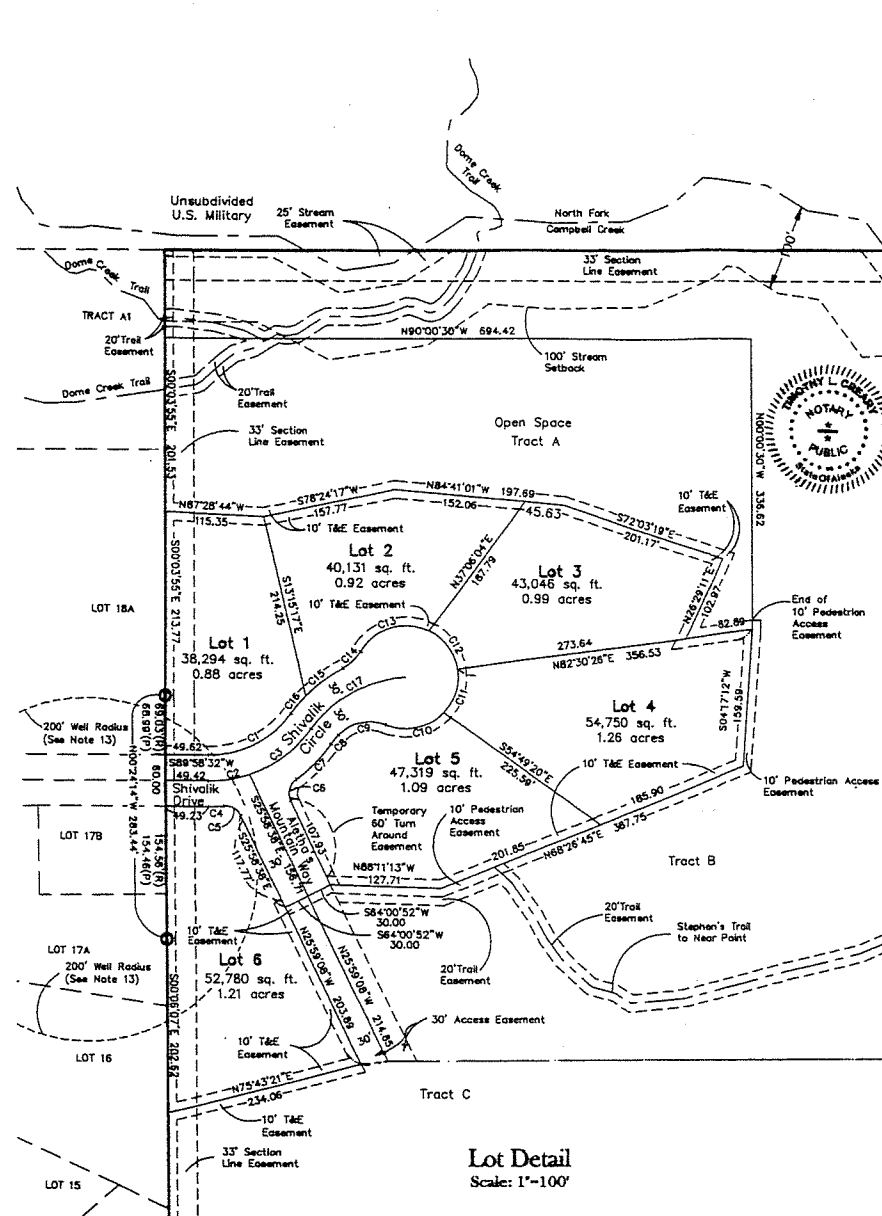 Dome Creek
Trail
Unsubdivided
U.S. Military
25' Stream
Easement
North Fork
Campbell Creek
100'
33' Section
Line Easement
Dome Creek Trail
TRACT A1
20'Trail
Easement
N90°00'30"W 694.42
100' Stream
Setback
Dome Creek Trail
20'Trail
Easement
S00°03'55"E 201.53
33' Section
Line Easement
Open Space
Tract A
TIMOTHY L. CREARY
NOTARY
PUBLIC
State Of Alaska
N00°00'30"W 336.62
N87°28'44"W
115.35
S78°24'17"W
157.77
N84°41'01"W 197.69
152.06
45.63
S72°03'19"E
201.17'
10' T&E
Easement
10' T&E Easement
Lot 2
40,131 sq. ft.
0.92 acres
N37°06'04"E
187.79
Lot 3
43,046 sq. ft.
0.99 acres
N26°29'11"E
102.97
S13°15'17"E
214.25
10' T&E Easement
End of
10' Pedestrian
Access
Easement
LOT 18A
S00°03'55"E 213.77
82.89
273.64
N82°30'26"E 356.53
C13
C12
C14
C15
C16
C17
C11
Lot 1
38,294 sq. ft.
0.88 acres
Lot 4
54,750 sq. ft.
1.26 acres
S04°17'12"W
159.59
200' Well Radius
(See Note 13)
69.03'(R)
68.99'(P)
49.62
C1
Shivalik
Circle
30'
30'
C3
C9
C10
C8
C7
S89°58'32"W
49.42
C2
60.00
Shivalik
Drive
Lot 5
47,319 sq. ft.
1.09 acres
S54°49'20"E
225.59'
10' T&E Easement
10' Pedestrian Access
Easement
N00°24'14"W 283.44'
49.23
C4
C5
C6
Temporary
60' Turn
Around
Easement
10' Pedestrian
Access
Easement
185.90
201.85
N68°26'45"E 387.75
LOT 17B
S25°58'38"E
117.77'
S25°58'38"E 30'
156.71
Mountain Way
107.93
N88°11'13"W
127.71
Tract B
154.58'(R)
154.46'(P)
S64°00'52"W
30.00
S64°00'52"W
30.00
20'Trail
Easement
Stephen's Trail
to Near Point
10' T&E
Easement
LOT 17A
200' Well Radius
(See Note 13)
Lot 6
52,780 sq. ft.
1.21 acres
20'Trail
Easement
N25°59'08"W
203.89
N25°59'08"W
214.85
30'
30' Access Easement
S00°06'07"E 202.62
LOT 16
10' T&E
Easement
N75°43'21"E
234.06
Tract C
10' T&E
Easement
33' Section
Line Easement
Lot Detail
Scale: 1"-100'
LOT 15